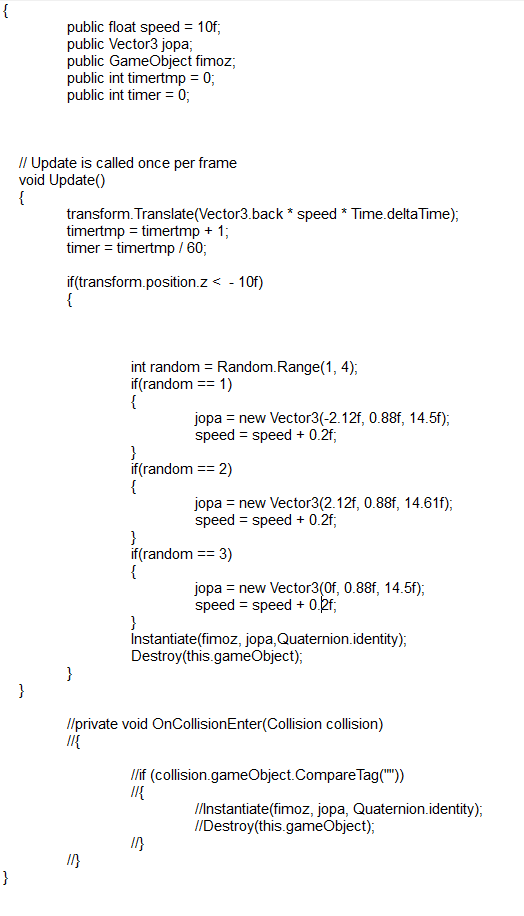 {
public float speed = 10f;
public Vector3 jopa;
public GameObject fimoz;
public int timertmp = 0;
public int timer = 0;
// Update is called once per frame
void Update()
{
transform.Translate(Vector3.back * speed * Time.deltaTime);
timertmp = timertmp + 1;
timer = timertmp / 60;
if(transform.position.z < - 10f)
{
int random = Random.Range(1, 4);
if(random == 1)
{
jopa = new Vector3(-2.12f, 0.88f, 14.5f);
speed = speed + 0.2f;
}
if(random == 2)
{
jopa = new Vector3(2.12f, 0.88f, 14.61f);
speed = speed + 0.2f;
}
if(random == 3)
{
jopa = new Vector3(0f, 0.88f, 14.5f);
speed = speed + 0.2f;
}
Instantiate(fimoz, jopa,Quaternion.identity);
Destroy(this.gameObject);
}
}
//private void OnCollisionEnter(Collision collision)
//{
//if (collision.gameObject.CompareTag(""))
//{
//Instantiate(fimoz, jopa, Quaternion.identity);
//Destroy(this.gameObject);
//}
//}
}